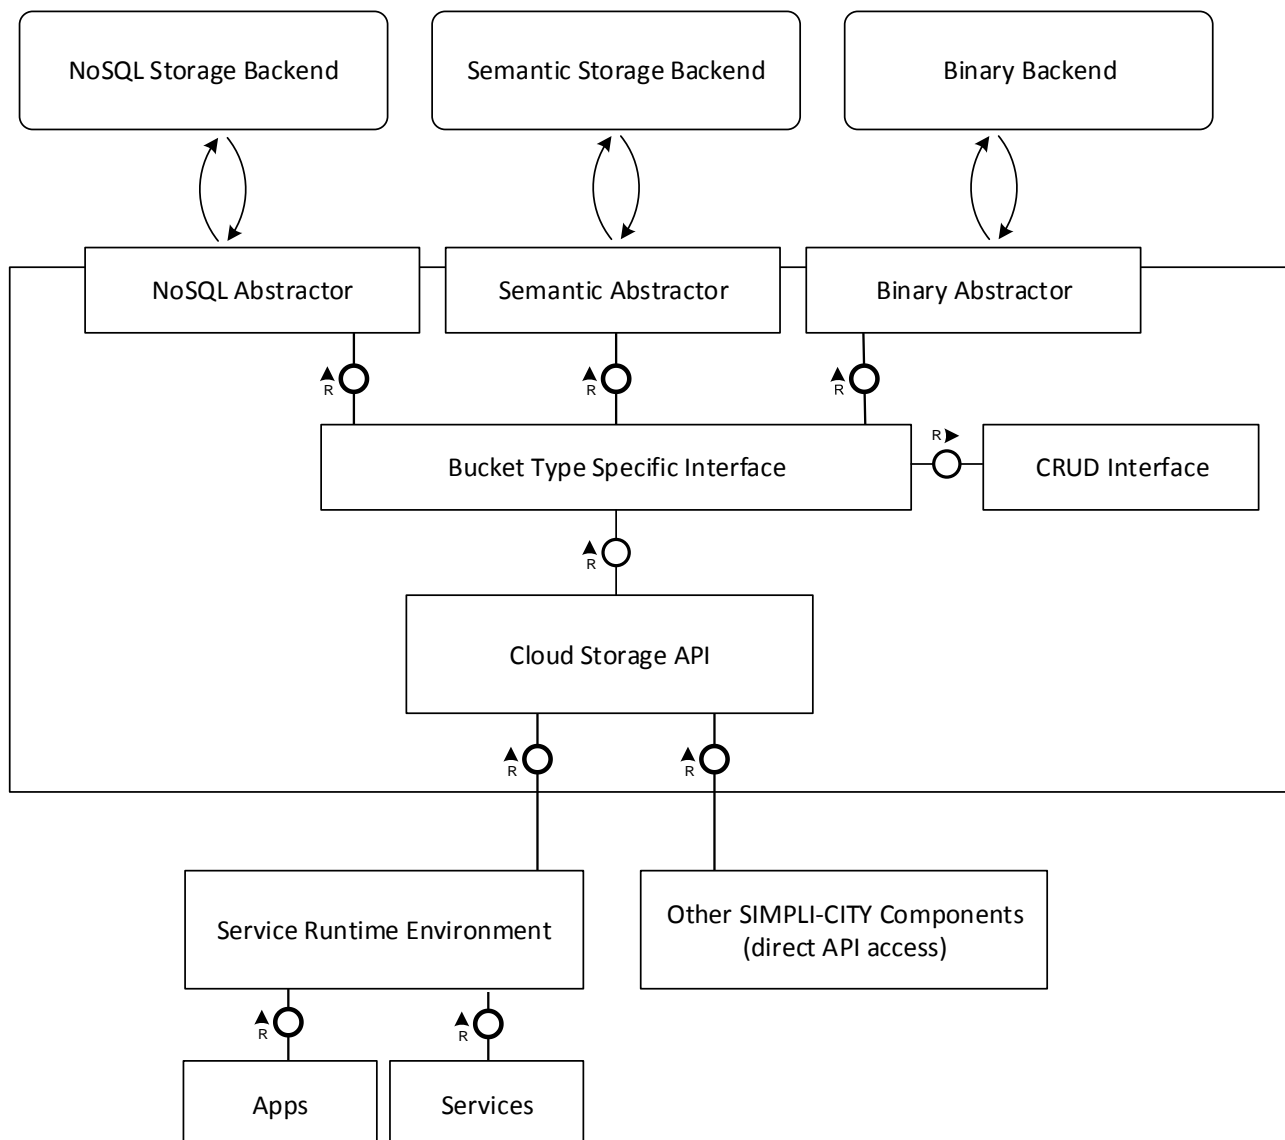 NoSQL Storage Backend
Semantic Storage Backend
Binary Backend
NoSQL Abstractor
Semantic Abstractor
Binary Abstractor
R
R
R
R
Bucket Type Specific Interface
CRUD Interface
R
Cloud Storage API
R
R
Service Runtime Environment
Other SIMPLI-CITY Components
(direct API access)
R
R
Apps
Services